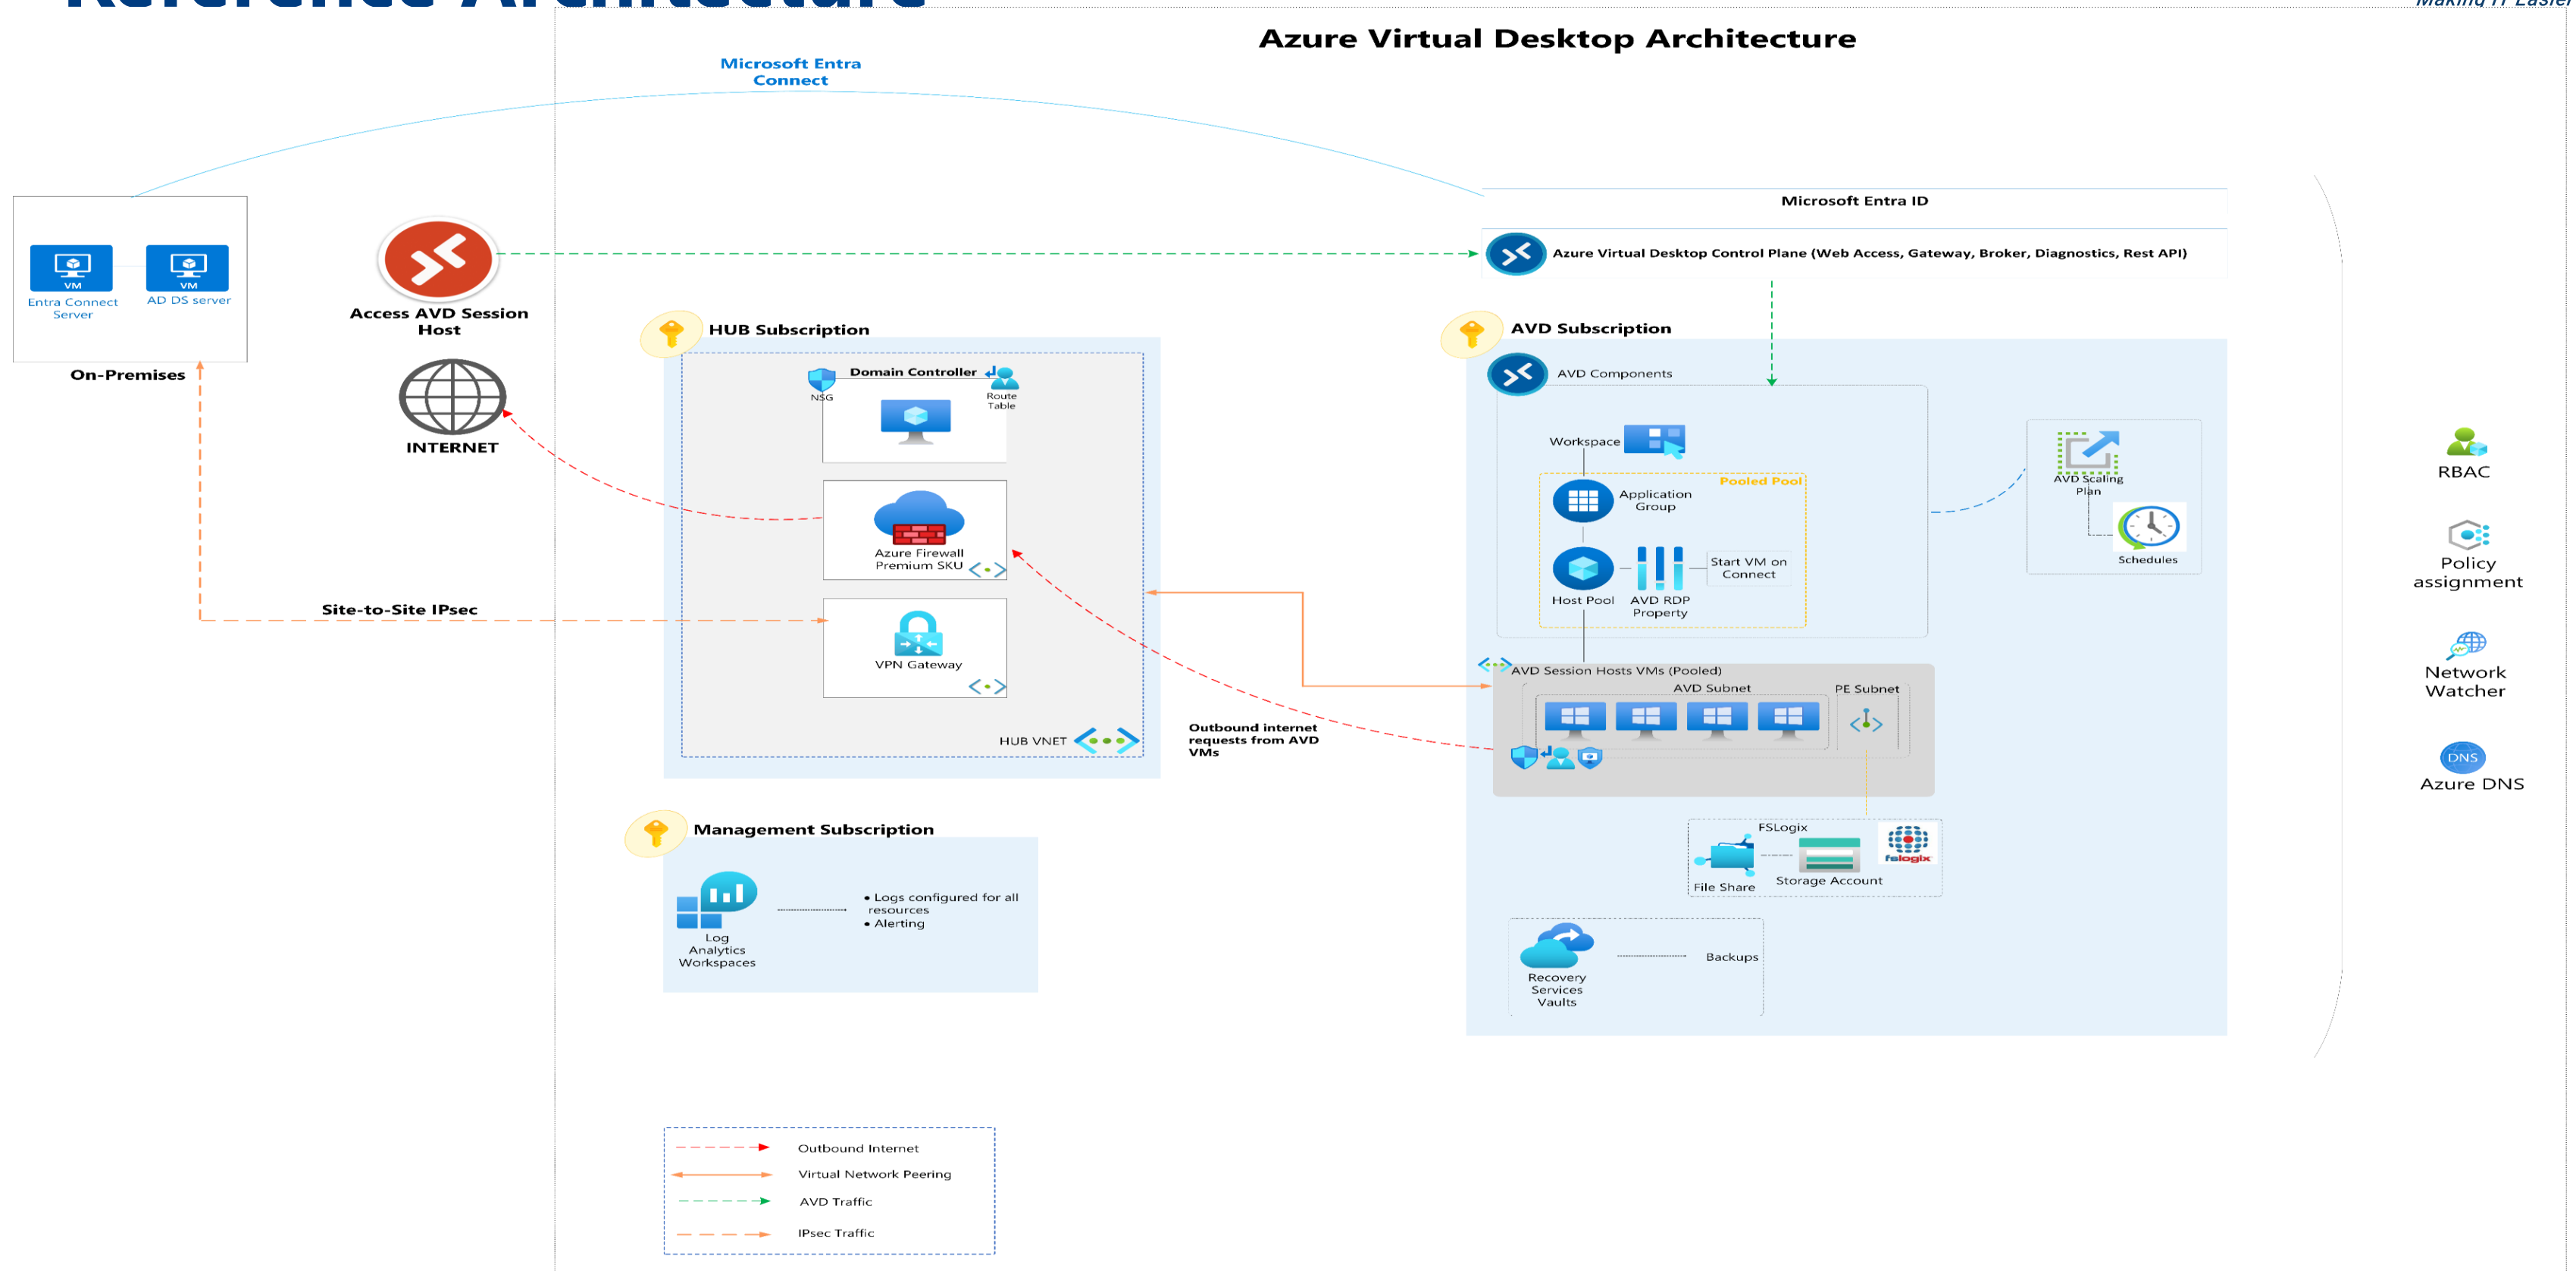 Reference Architecture
Making IT Easier
Azure Virtual Desktop Architecture
Microsoft Entra
Connect
Microsoft Entra ID
Azure Virtual Desktop Control Plane (Web Access, Gateway, Broker, Diagnostics, Rest API)
VM
VM
Entra Connect
Server
AD DS server
On-Premises
Access AVD Session
Host
INTERNET
Site-to-Site IPsec
HUB Subscription
Domain Controller
NSG
Route
Table
Azure Firewall
Premium SKU
VPN Gateway
HUB VNET
Outbound internet
requests from AVD
VMs
Management Subscription
Log
Analytics
Workspaces
• Logs configured for all
resources
• Alerting
AVD Subscription
AVD Components
Workspace
Pooled Pool
Application
Group
Host Pool
AVD RDP
Property
Start VM on
Connect
AVD Scaling
Plan
Schedules
AVD Session Hosts VMs (Pooled)
AVD Subnet
PE Subnet
FSLogix
File Share
Storage Account
fslogix
Recovery
Services
Vaults
Backups
RBAC
Policy
assignment
Network
Watcher
DNS
Azure DNS
Outbound Internet
Virtual Network Peering
AVD Traffic
IPsec Traffic